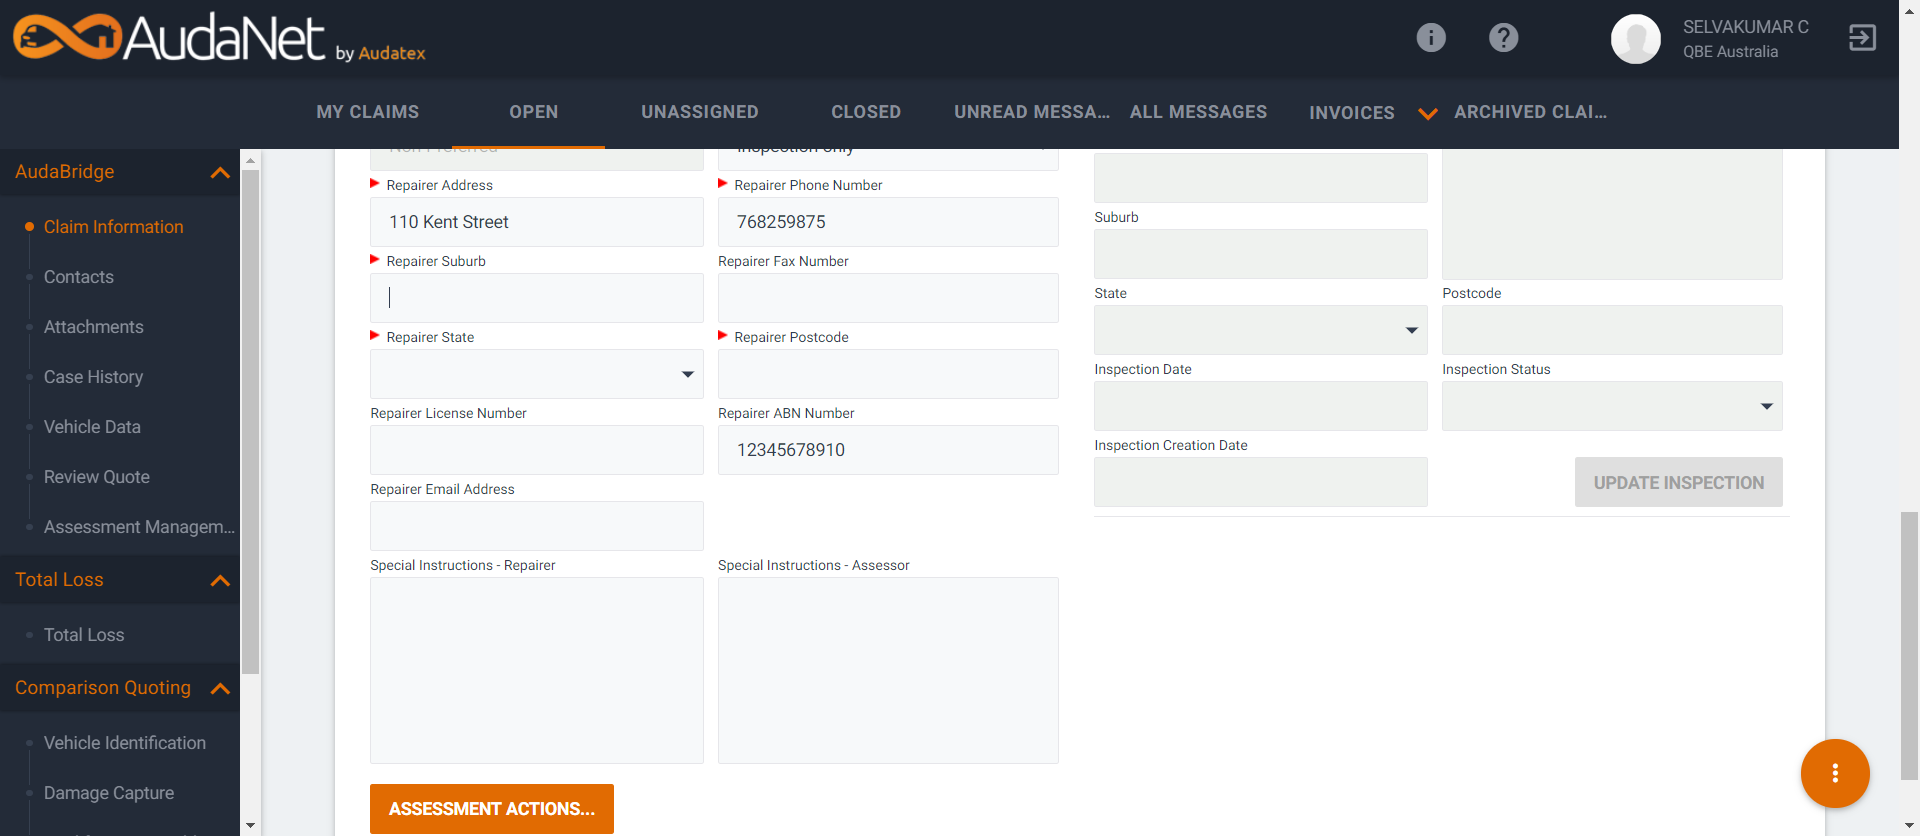 AudaNet by Audatex
SELVAKUMAR C
QBE Australia
MY CLAIMS
OPEN
UNASSIGNED
CLOSED
UNREAD MESSA...
ALL MESSAGES
INVOICES
ARCHIVED CLAI...
AudaBridge
Claim Information
Contacts
Attachments
Case History
Vehicle Data
Review Quote
Assessment Managem...
Total Loss
Total Loss
Comparison Quoting
Vehicle Identification
Damage Capture
Non Preferred
Inspection Only
Repairer Address
Repairer Phone Number
110 Kent Street
768259875
Repairer Suburb
Repairer Fax Number
Repairer State
Repairer Postcode
Repairer License Number
Repairer ABN Number
12345678910
Repairer Email Address
Special Instructions - Repairer
Special Instructions - Assessor
ASSESSMENT ACTIONS...
Suburb
State
Postcode
Inspection Date
Inspection Status
Inspection Creation Date
UPDATE INSPECTION